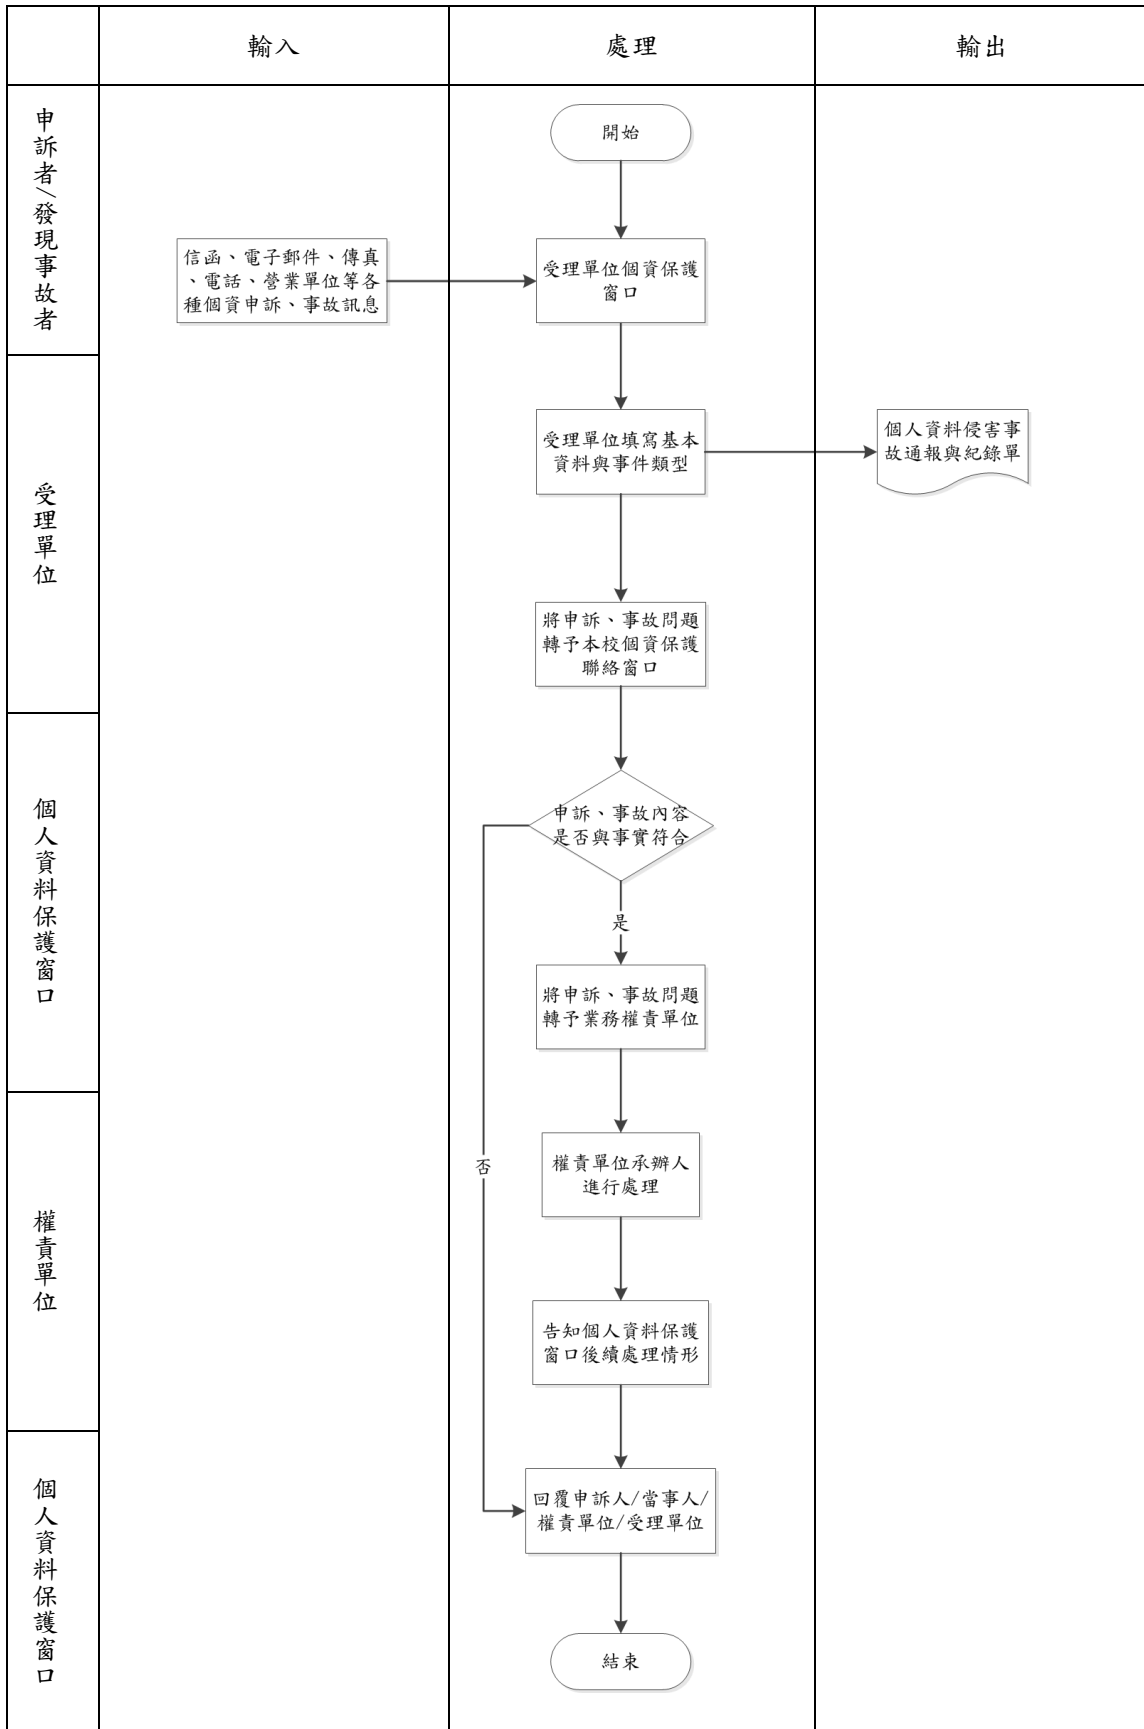 輸入
處理
輸出
申訴者/發現事故者
開始
信函、電子郵件、傳真
、電話、營業單位等各
種個資申訴、事故訊息
受理單位個資保護
窗口
受理單位
受理單位填寫基本
資料與事件類型
個人資料侵害事
故通報與紀錄單
將申訴、事故問題
轉予本校個資保護
聯絡窗口
個人資料保護窗口
申訴、事故內容
是否與事實符合
是
將申訴、事故問題
轉予業務權責單位
否
權責單位
權責單位承辦人
進行處理
告知個人資料保護
窗口後續處理情形
個人資料保護窗口
回覆申訴人/當事人/
權責單位/受理單位
結束